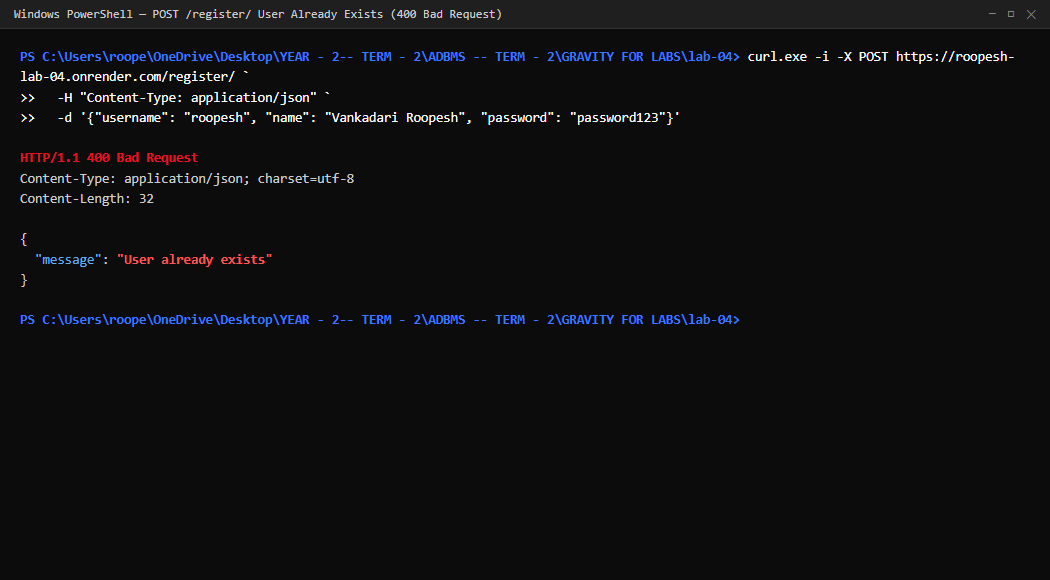 Windows PowerShell — POST /register/ User Already Exists (400 Bad Request)
PS C:\Users\roope\OneDrive\Desktop\YEAR - 2-- TERM - 2\ADBMS -- TERM - 2\GRAVITY FOR LABS\lab-04> curl.exe -i -X POST https://roopesh-
lab-04.onrender.com/register/ `
>>   -H "Content-Type: application/json" `
>>   -d '{"username": "roopesh", "name": "Vankadari Roopesh", "password": "password123"}'
HTTP/1.1 400 Bad Request
Content-Type: application/json; charset=utf-8
Content-Length: 32
{
  "message": "User already exists"
}
PS C:\Users\roope\OneDrive\Desktop\YEAR - 2-- TERM - 2\ADBMS -- TERM - 2\GRAVITY FOR LABS\lab-04>